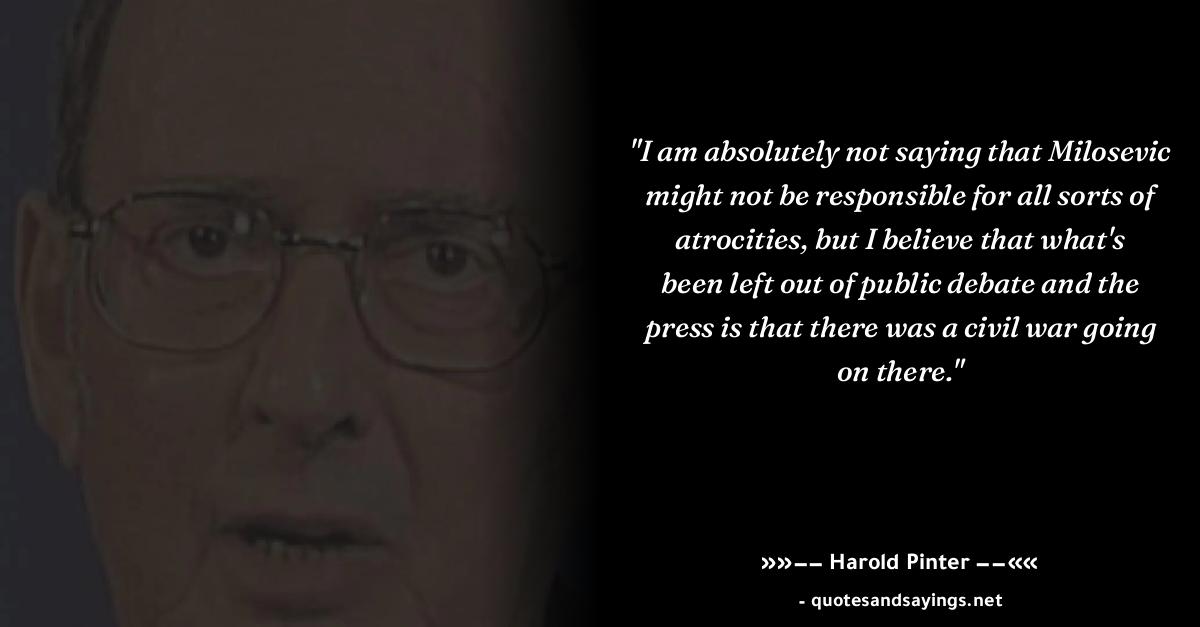 "I am absolutely not saying that Milosevic
might not be responsible for all sorts of
atrocities, but I believe that what's
been left out of public debate and the
press is that there was a civil war going
on there."
»»−− Harold Pinter −−««
- quotesandsayings.net